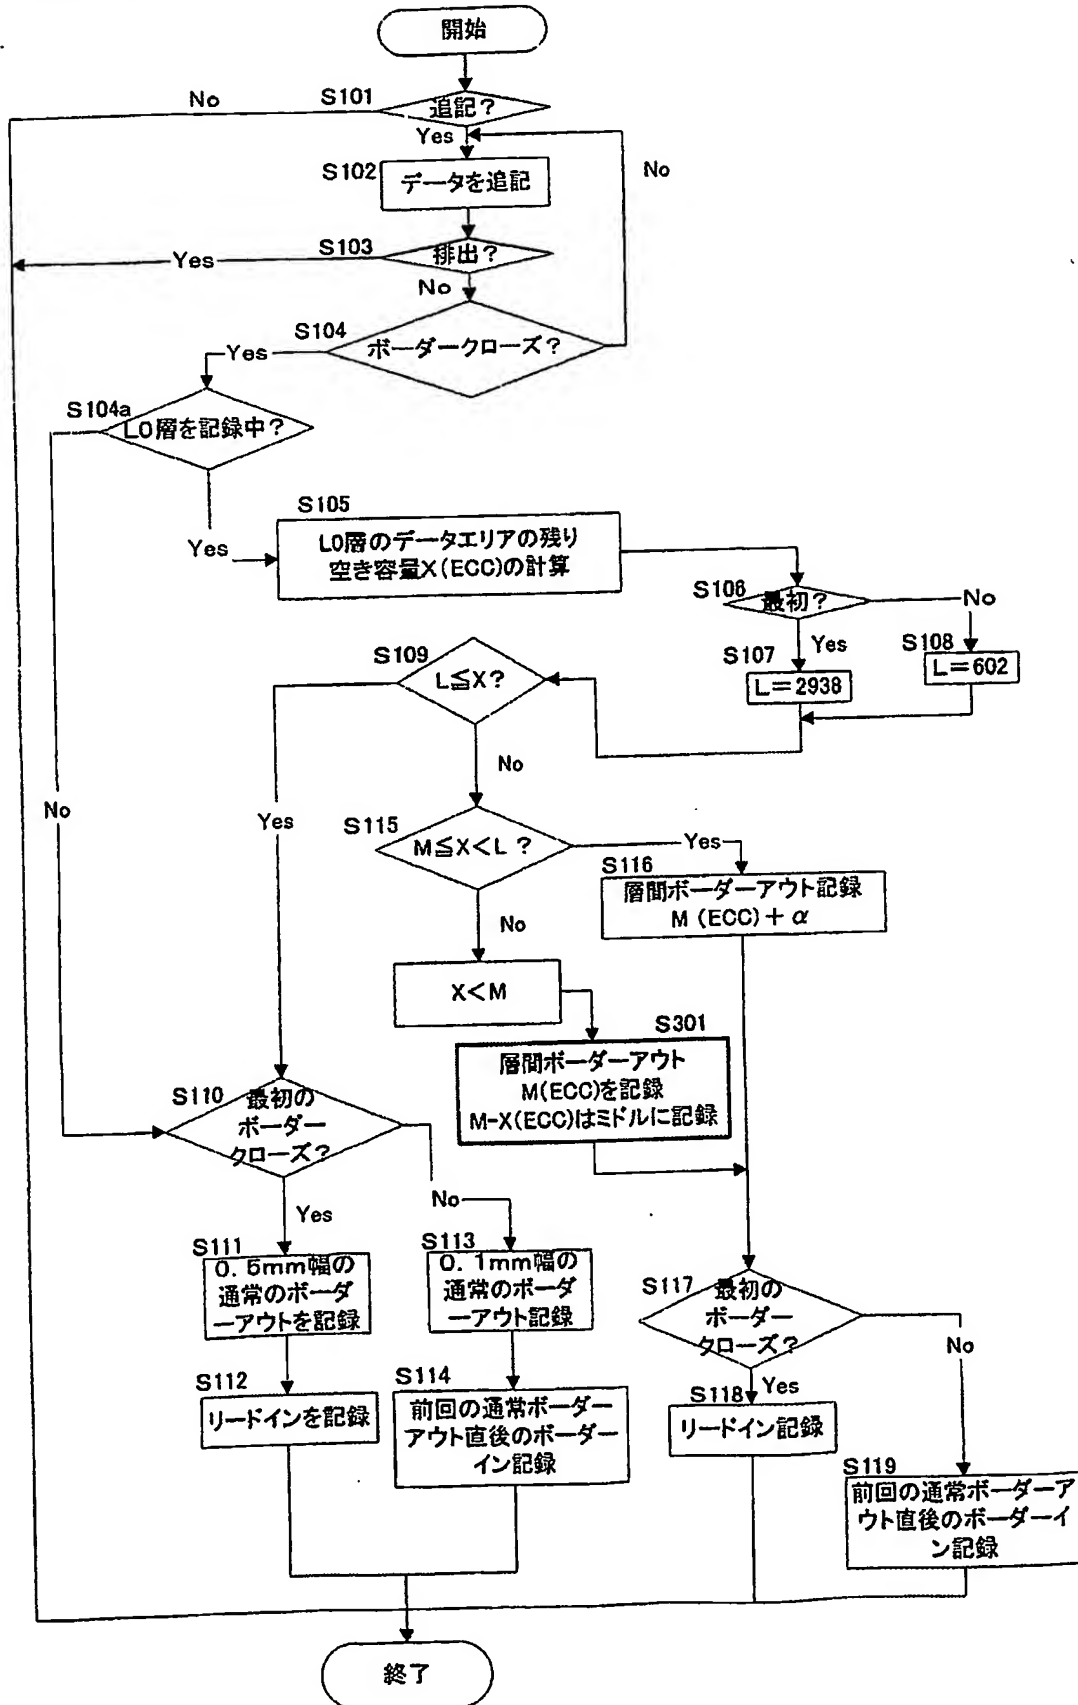 開始
No
S101
追記?
Yes
S102
データを追記
No
S103
排出?
Yes
No
S104
ボーダークローズ?
Yes
S104a
L0層を記録中?
Yes
S105
L0層のデータエリアの残り
空き容量X(ECC)の計算
S106
最初?
No
Yes
S107
L=2938
S108
L=602
S109
L≦X?
No
Yes
No
S115
M≦X<L?
Yes
S116
層間ボーダーアウト記録
M(ECC)+α
No
X<M
S301
層間ボーダーアウト
M(ECC)を記録
M-X(ECC)はミドルに記録
S110
最初の
ボーダー
クローズ?
Yes
No
S111
0.5mm幅の
通常のボーダ
ーアウトを記録
S113
0.1mm幅の
通常のボーダ
ーアウト記録
S112
リードインを記録
S114
前回の通常ボーダー
アウト直後のボーダー
イン記録
S117
最初の
ボーダー
クローズ?
Yes
No
S118
リードイン記録
S119
前回の通常ボーダーア
ウト直後のボーダーイ
ン記録
終了